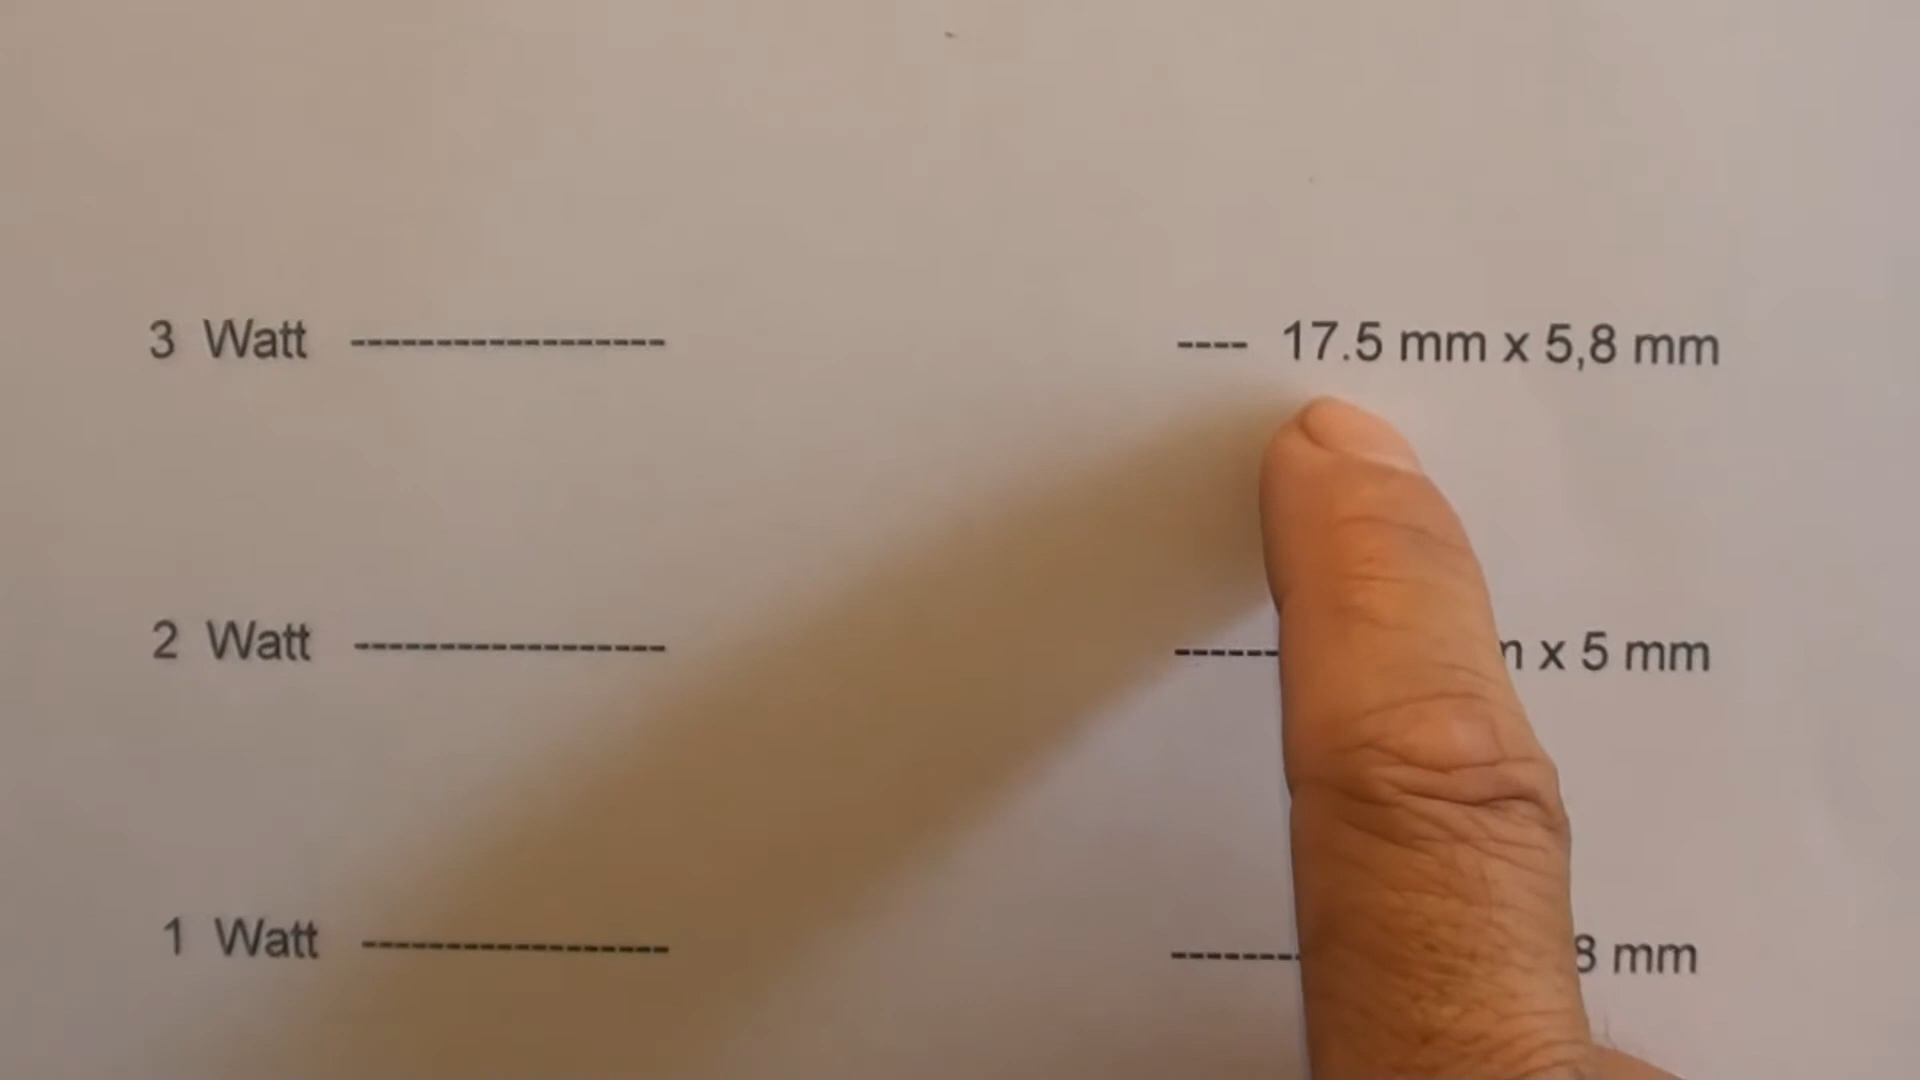 3 Watt ------------------ ---- 17.5 mm x 5,8 mm
2 Watt ------------------ ------ x 5 mm
1 Watt ------------------ ------- mm